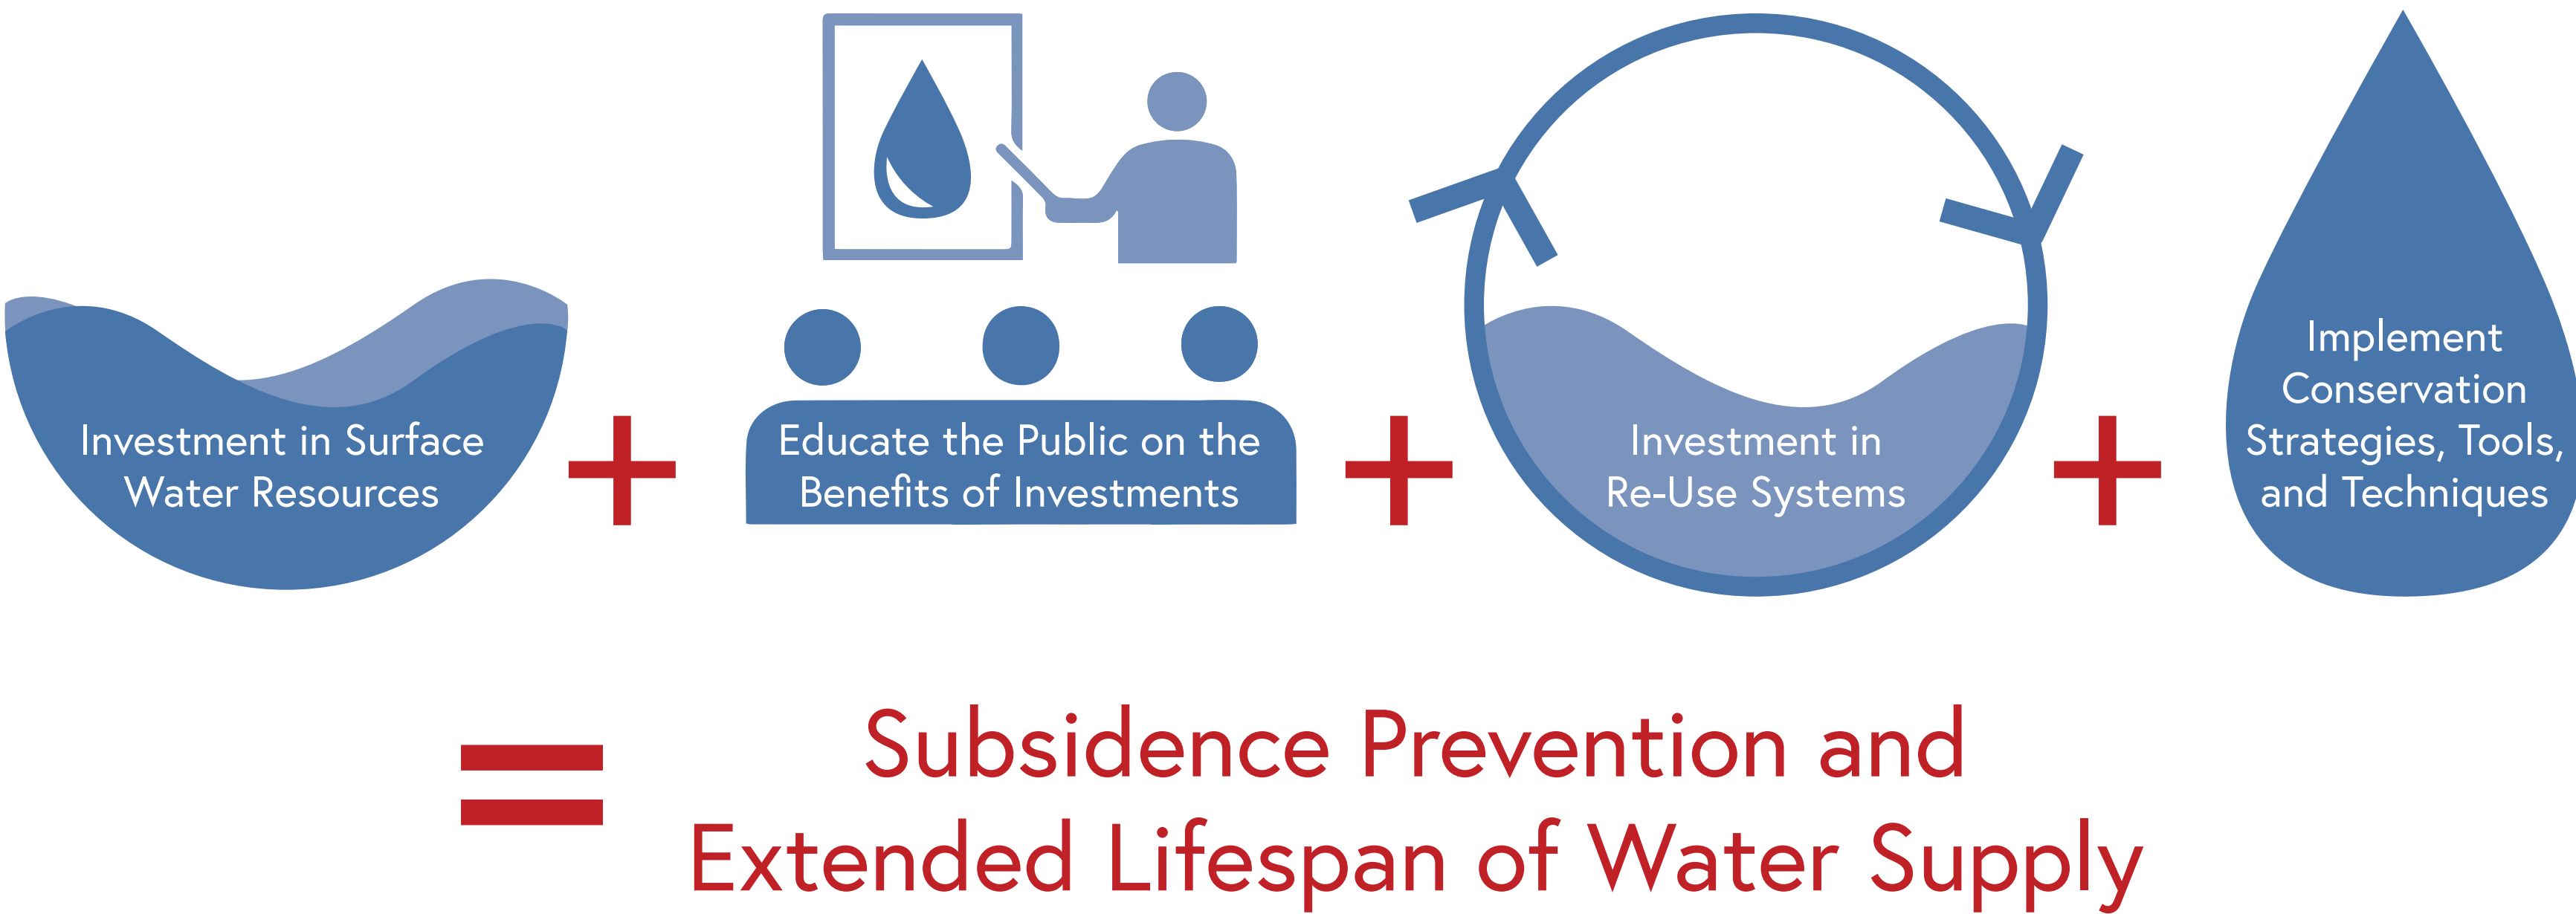 Investment in Surface
Water Resources
+
Educate the Public on the
Benefits of Investments
+
Investment in
Re-Use Systems
+
Implement
Conservation
Strategies, Tools,
and Techniques
=
Subsidence Prevention and
Extended Lifespan of Water Supply